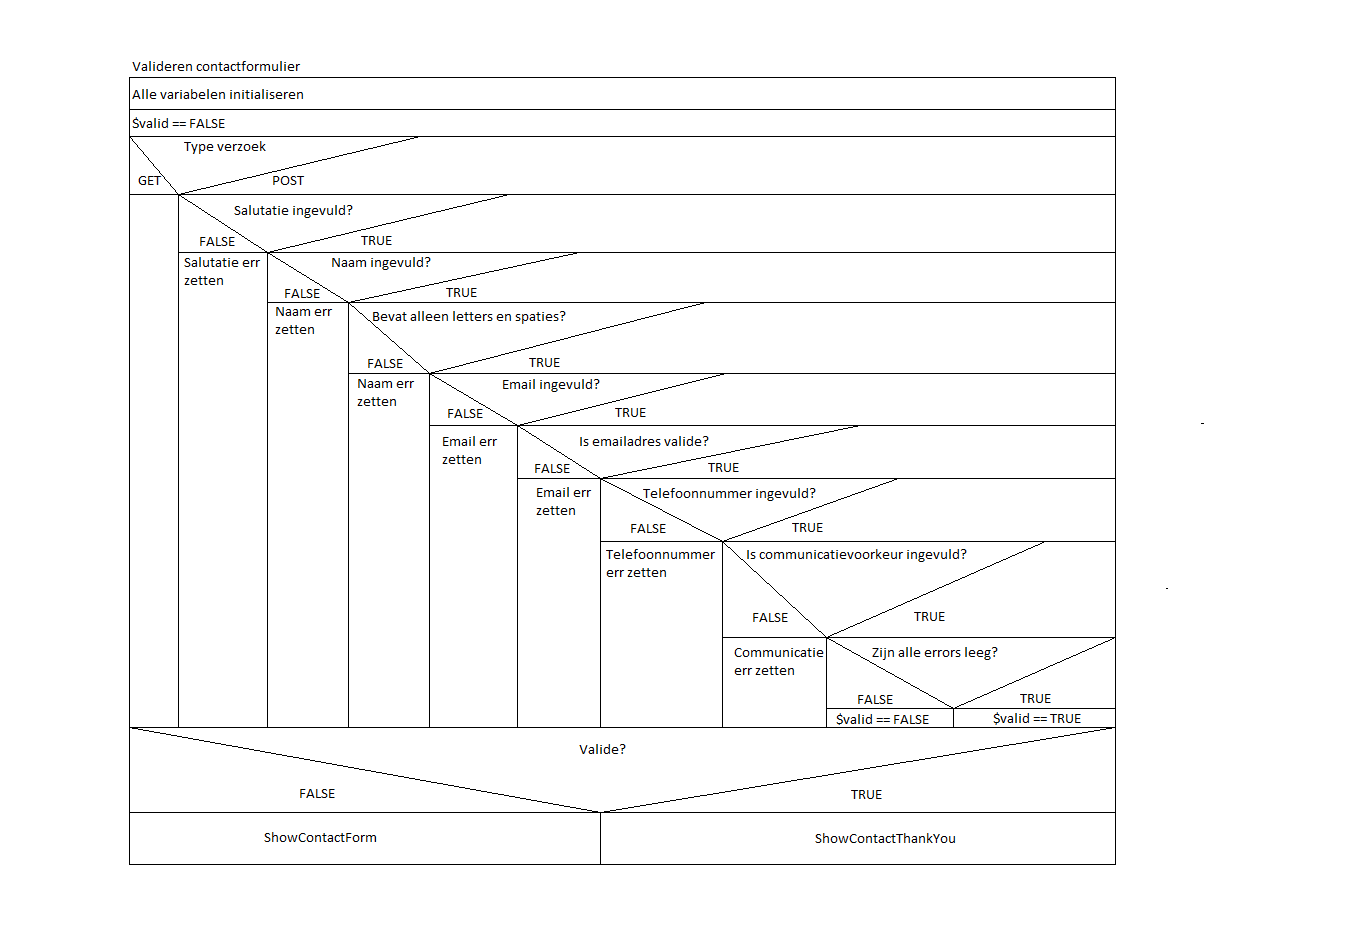 Valideren contactformulier
Alle variabelen initialiseren
$valid == FALSE
Type verzoek
GET
POST
Salutatie ingevuld?
FALSE
TRUE
Salutatie err
zetten
Naam ingevuld?
FALSE
TRUE
Naam err
zetten
Bevat alleen letters en spaties?
FALSE
TRUE
Naam err
zetten
Email ingevuld?
FALSE
TRUE
Email err
zetten
Is emailadres valide?
FALSE
TRUE
Email err
zetten
Telefoonnummer ingevuld?
FALSE
TRUE
Telefoonnummer
err zetten
Is communicatievoorkeur ingevuld?
FALSE
TRUE
Communicatie
err zetten
Zijn alle errors leeg?
FALSE
TRUE
$valid == FALSE
$valid == TRUE
Valide?
FALSE
TRUE
ShowContactForm
ShowContactThankYou